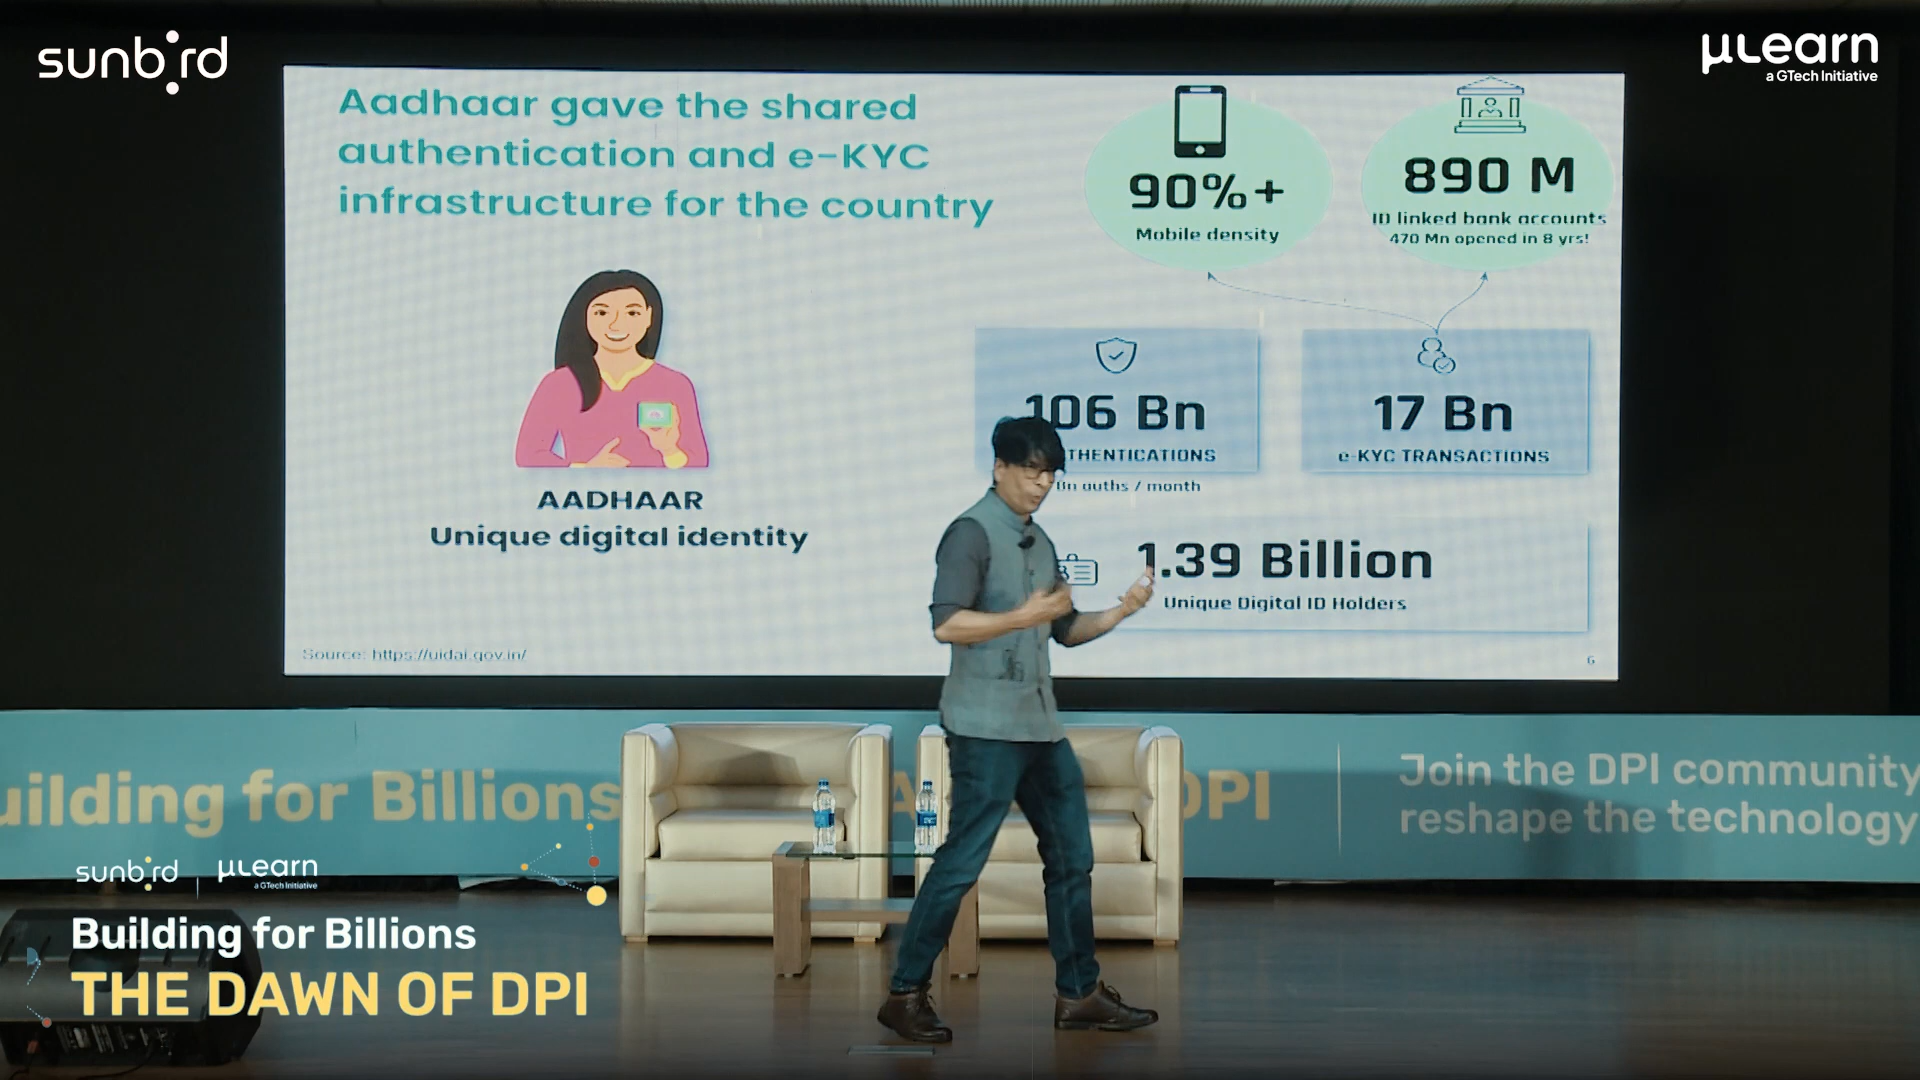 sunbird
µLearn
a GTech Initiative
Aadhaar gave the shared
authentication and e-KYC
infrastructure for the country
90%+
Mobile density
890 M
ID linked bank accounts
470 Mn opened in 8 yrs!
106 Bn
THENTICATIONS
Bn auths / month
17 Bn
e-KYC TRANSACTIONS
1.39 Billion
Unique Digital ID Holders
AADHAAR
Unique digital identity
Source: https://uidai.gov.in/
6
uilding for Billions
DPI
Join the DPI community
reshape the technology
sunbird
µLearn
a GTech Initiative
Building for Billions
THE DAWN OF DPI